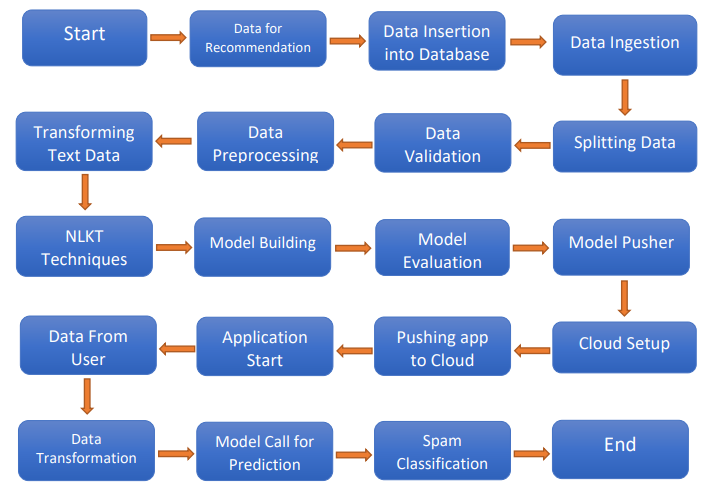 Start
Data for
Recommendation
Data Insertion
into Database
Data Ingestion
Splitting Data
Data
Validation
Data
Preprocessing
Transforming
Text Data
NLKT
Techniques
Model Building
Model
Evaluation
Model Pusher
Cloud Setup
Pushing app
to Cloud
Application
Start
Data From
User
Data
Transformation
Model Call for
Prediction
Spam
Classification
End